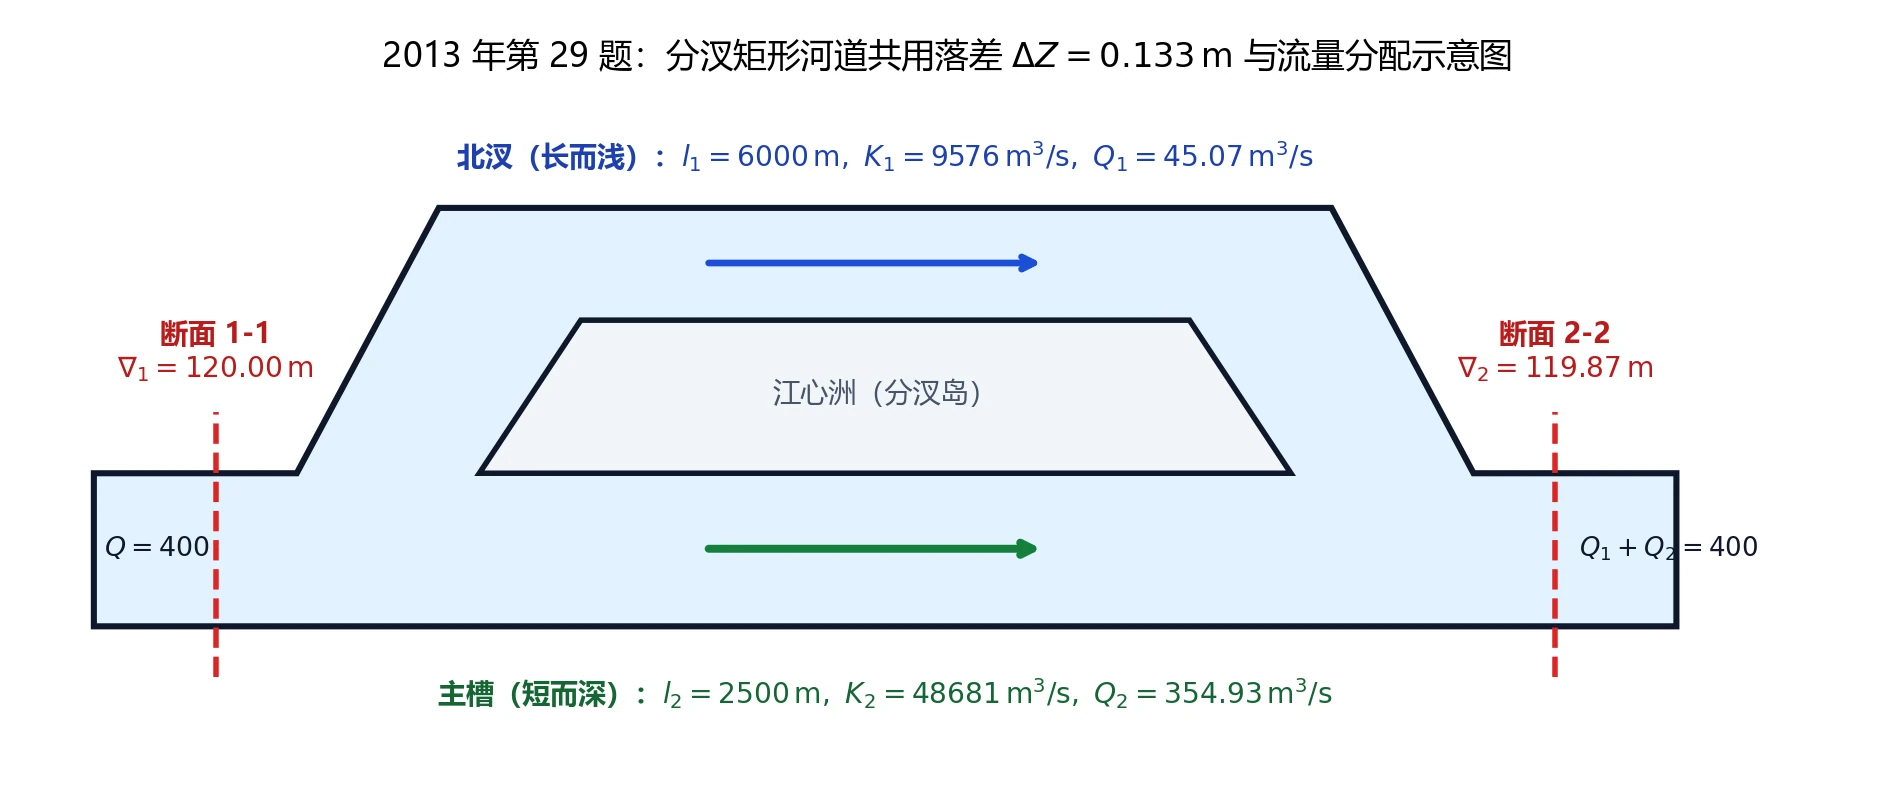 2013 年第 29 题：分汊矩形河道共用落差 ΔZ = 0.133 m 与流量分配示意图
北汊（长而浅）：l₁ = 6000 m, K₁ = 9576 m³/s, Q₁ = 45.07 m³/s
断面 1-1
∇₁ = 120.00 m
断面 2-2
∇₂ = 119.87 m
江心洲（分汊岛）
Q = 400
Q₁ + Q₂ = 400
主槽（短而深）：l₂ = 2500 m, K₂ = 48681 m³/s, Q₂ = 354.93 m³/s